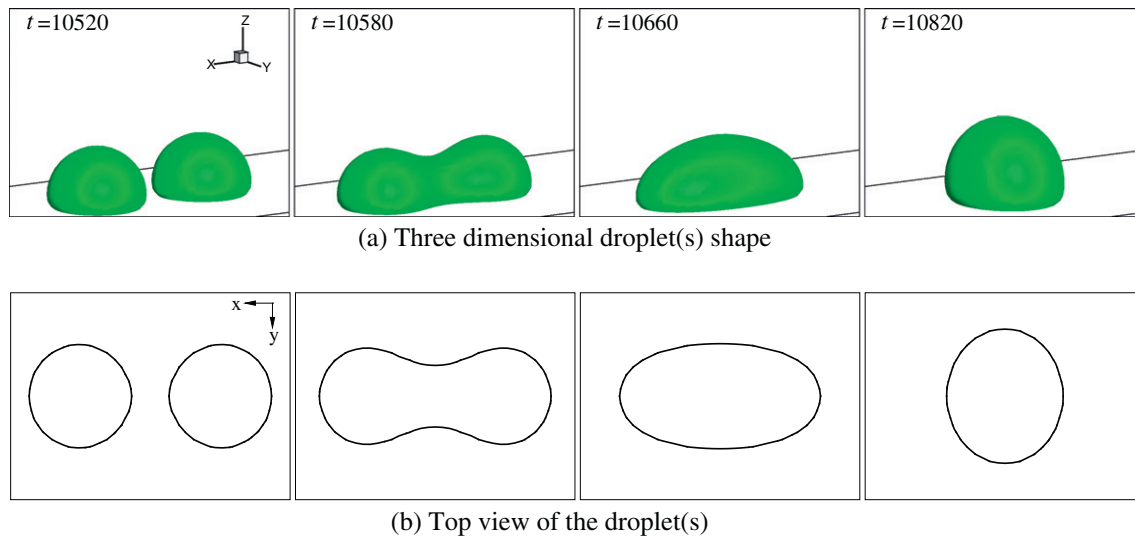 t=10520
t=10580
t=10660
t=10820
Z
X
Y
(a) Three dimensional droplet(s) shape
x
y
(b) Top view of the droplet(s)